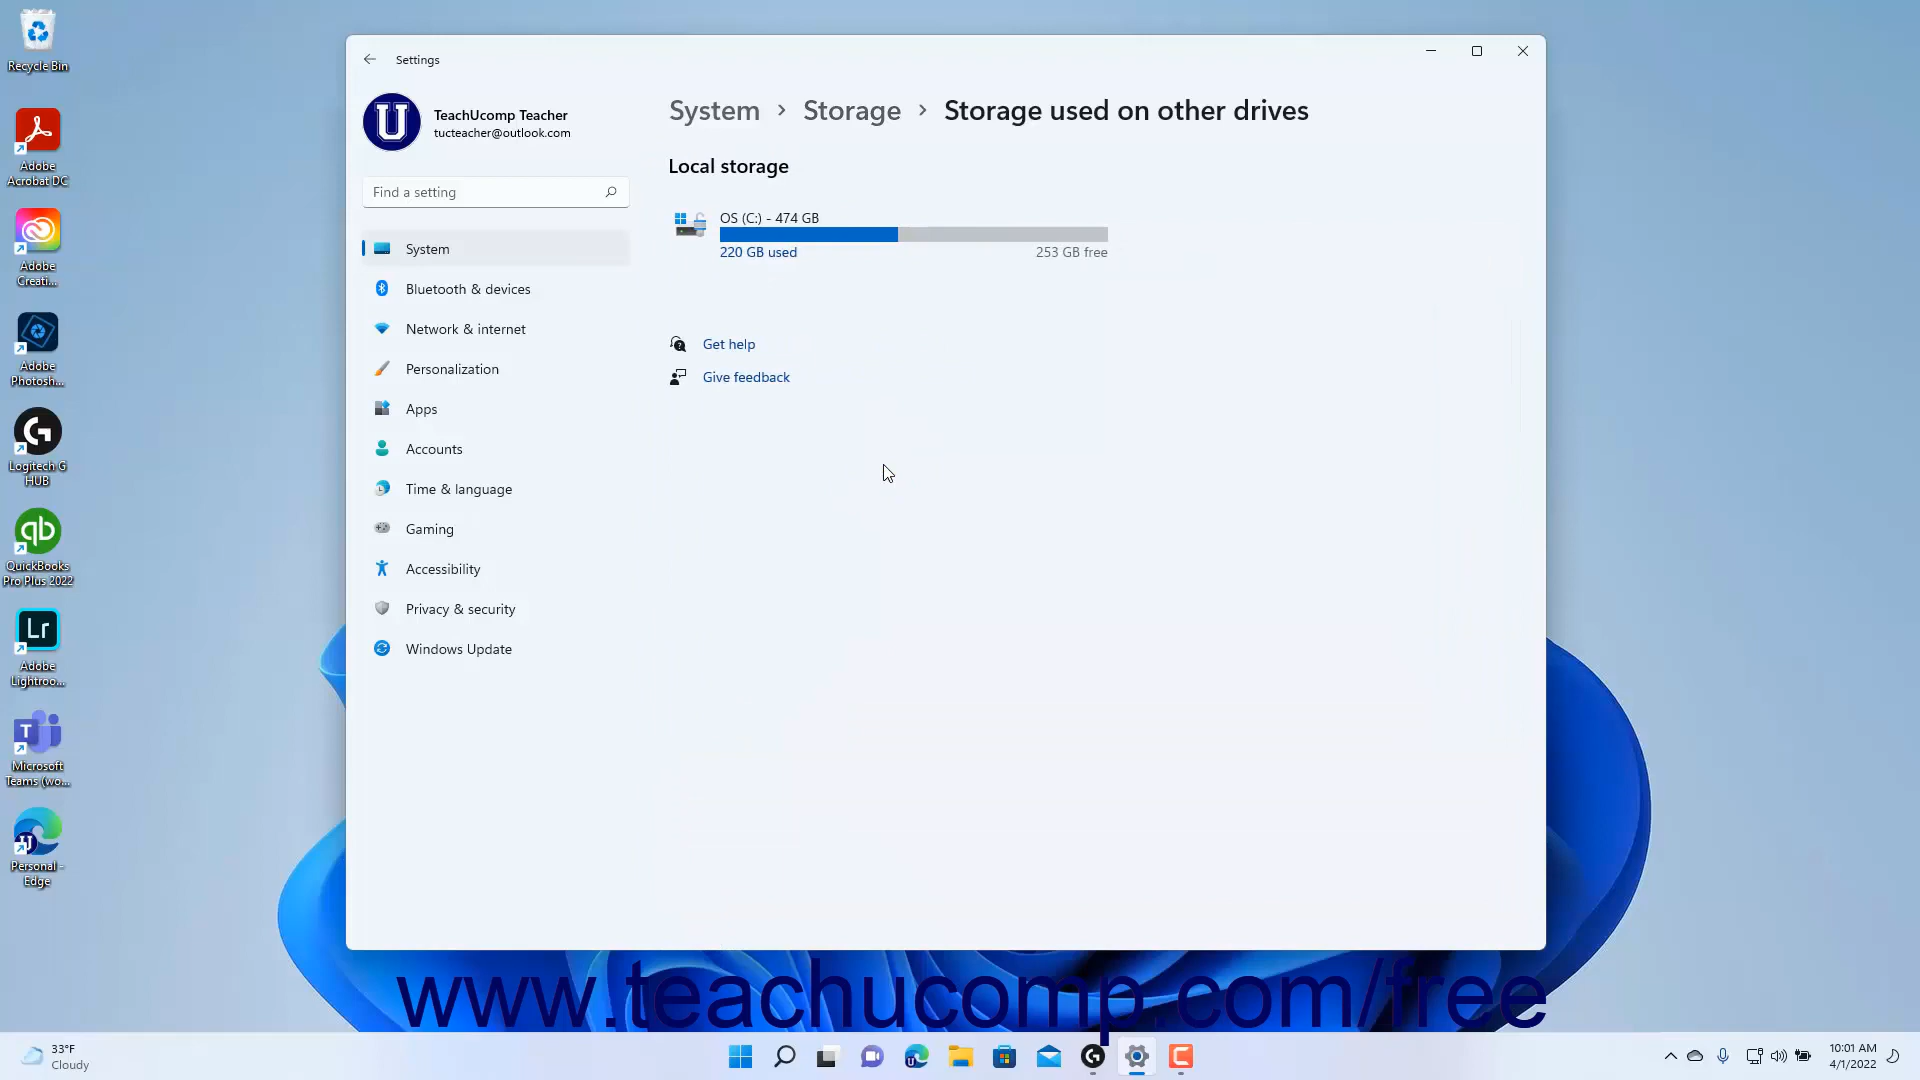 Recycle Bin
Adobe
Acrobat DC
Adobe
Creati...
Adobe
Photosh...
Logitech G
HUB
QuickBooks
Pro Plus 2022
Lr
Adobe
Lightroo...
Microsoft
Teams (wo...
Personal -
Edge
Settings
U
TeachUcomp Teacher
tucteacher@outlook.com
Find a setting
System
Bluetooth & devices
Network & internet
Personalization
Apps
Accounts
Time & language
Gaming
Accessibility
Privacy & security
Windows Update
System > Storage > Storage used on other drives
Local storage
OS (C:) - 474 GB
220 GB used 253 GB free
Get help
Give feedback
www.teachucomp.com/free
33°F
Cloudy
10:01 AM
4/1/2022